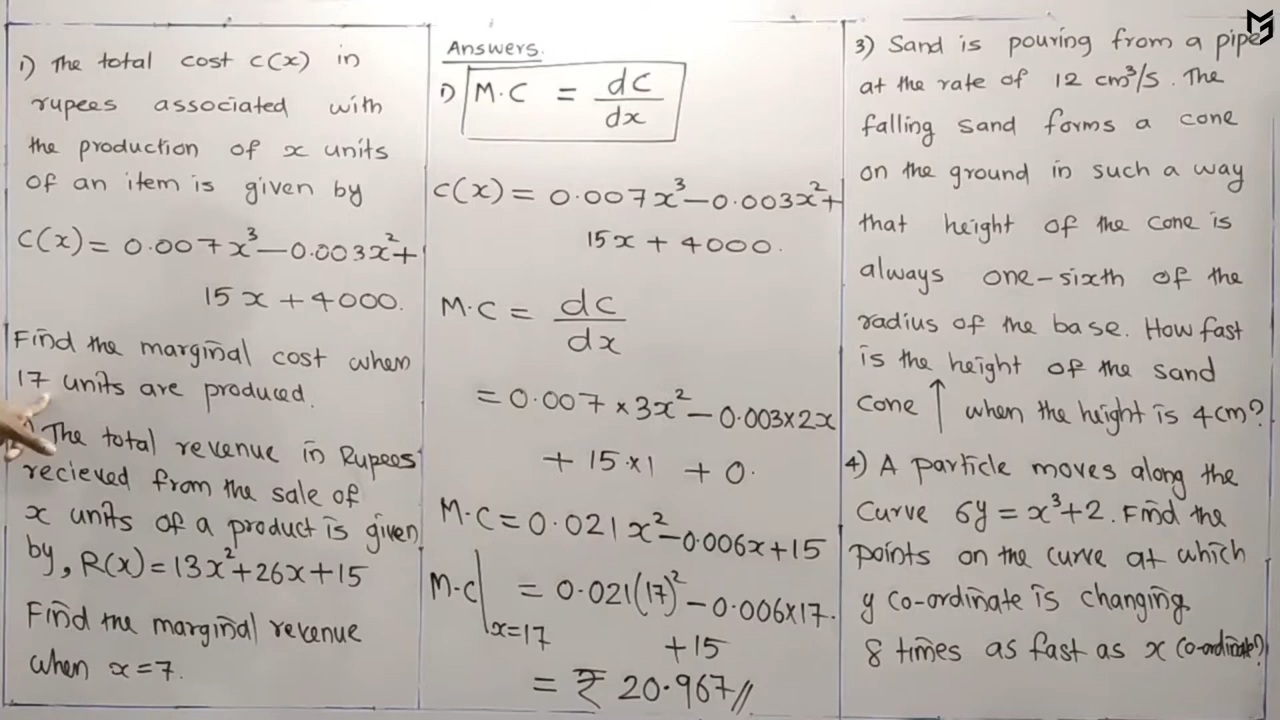 1) The total cost C(x) in
rupees associated with
the production of x units
of an item is given by
C(x) = 0.007x³ − 0.003x² +
15x + 4000.
Find the marginal cost when
17 units are produced.
The total revenue in Rupees
recieved from the sale of
x units of a product is given
by, R(x) = 13x² + 26x + 15
Find the marginal revenue
when x = 7.
Answers.
1) M.C = dC/dx
C(x) = 0.007x³ − 0.003x² +
15x + 4000.
M.C = dC/dx
= 0.007 × 3x² − 0.003×2x
+ 15×1 + 0.
M.C = 0.021x² − 0.006x + 15
M.C|x=17 = 0.021(17)² − 0.006×17.
+ 15
= ₹ 20.967//
3) Sand is pouring from a pipe
at the rate of 12 cm³/s. The
falling sand forms a cone
on the ground in such a way
that height of the cone is
always one-sixth of the
radius of the base. How fast
is the height of the sand
cone ↑ when the height is 4cm?
4) A particle moves along the
curve 6y = x³ + 2. Find the
points on the curve at which
y co-ordinate is changing
8 times as fast as x co-ordinate?